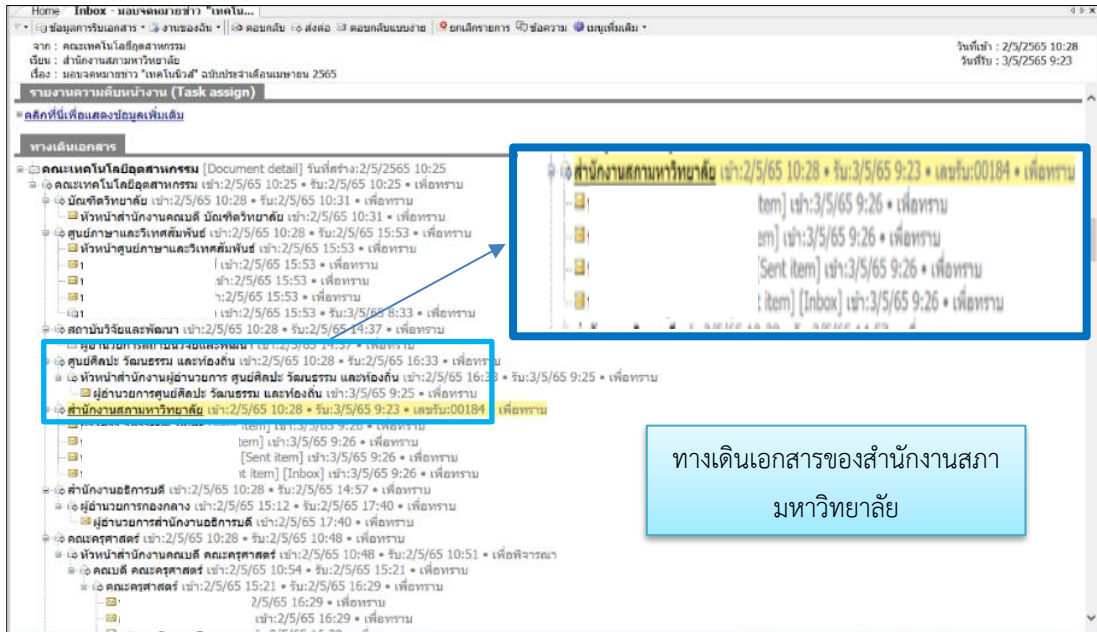 Home Inbox - มอบจดหมายข่าว "เทคโน...
ข้อมูลการรับเอกสาร • งานของฉัน • ตอบกลับ ส่งต่อ ตอบกลับแบบง่าย ยกเลิกรายการ ข้อความ เมนูเพิ่มเติม •
จาก : คณะเทคโนโลยีอุตสาหกรรม
เรียน : สำนักงานสภามหาวิทยาลัย
เรื่อง : มอบจดหมายข่าว "เทคโนนิวส์" ฉบับประจำเดือนเมษายน 2565
วันที่เข้า : 2/5/2565 10:28
วันที่รับ : 3/5/2565 9:23
รายงานความคืบหน้างาน (Task assign)
คลิกที่นี่เพื่อแสดงข้อมูลเพิ่มเติม
ทางเดินเอกสาร
คณะเทคโนโลยีอุตสาหกรรม [Document detail] วันที่สร้าง:2/5/2565 10:25
คณะเทคโนโลยีอุตสาหกรรม เข้า:2/5/65 10:25 • รับ:2/5/65 10:25 • เพื่อทราบ
บัณฑิตวิทยาลัย เข้า:2/5/65 10:28 • รับ:2/5/65 10:31 • เพื่อทราบ
หัวหน้าสำนักงานคณบดี บัณฑิตวิทยาลัย เข้า:2/5/65 10:31 • เพื่อทราบ
ศูนย์ภาษาและวิเทศสัมพันธ์ เข้า:2/5/65 10:28 • รับ:2/5/65 15:53 • เพื่อทราบ
หัวหน้าศูนย์ภาษาและวิเทศสัมพันธ์ เข้า:2/5/65 15:53 • เพื่อทราบ
เข้า:2/5/65 15:53 • เพื่อทราบ
เข้า:2/5/65 15:53 • เพื่อทราบ
:2/5/65 15:53 • เพื่อทราบ
เข้า:2/5/65 15:53 • รับ:3/5/65 8:33 • เพื่อทราบ
สถาบันวิจัยและพัฒนา เข้า:2/5/65 10:28 • รับ:2/5/65 14:37 • เพื่อทราบ
ผู้อำนวยการสถาบันวิจัยและพัฒนา เข้า:2/5/65 14:37 • เพื่อทราบ
ศูนย์ศิลปะ วัฒนธรรม และท่องถิ่น เข้า:2/5/65 10:28 • รับ:2/5/65 16:33 • เพื่อทราบ
หัวหน้าสำนักงานผู้อำนวยการ ศูนย์ศิลปะ วัฒนธรรม และท่องถิ่น เข้า:2/5/65 16:33 • รับ:3/5/65 9:25 • เพื่อทราบ
ผู้อำนวยการศูนย์ศิลปะ วัฒนธรรม และท่องถิ่น เข้า:3/5/65 9:25 • เพื่อทราบ
สำนักงานสภามหาวิทยาลัย เข้า:2/5/65 10:28 • รับ:3/5/65 9:23 • เลขรับ:00184 เพื่อทราบ
item] เข้า:3/5/65 9:26 • เพื่อทราบ
tem] เข้า:3/5/65 9:26 • เพื่อทราบ
[Sent item] เข้า:3/5/65 9:26 • เพื่อทราบ
it item] [Inbox] เข้า:3/5/65 9:26 • เพื่อทราบ
สำนักงานอธิการบดี เข้า:2/5/65 10:28 • รับ:2/5/65 14:57 • เพื่อทราบ
ผู้อำนวยการกองกลาง เข้า:2/5/65 15:12 • รับ:2/5/65 17:40 • เพื่อทราบ
ผู้อำนวยการสำนักงานอธิการบดี เข้า:2/5/65 17:40 • เพื่อทราบ
คณะครุศาสตร์ เข้า:2/5/65 10:28 • รับ:2/5/65 10:48 • เพื่อทราบ
หัวหน้าสำนักงานคณบดี คณะครุศาสตร์ เข้า:2/5/65 10:48 • รับ:2/5/65 10:51 • เพื่อพิจารณา
คณบดี คณะครุศาสตร์ เข้า:2/5/65 10:54 • รับ:2/5/65 15:21 • เพื่อทราบ
คณะครุศาสตร์ เข้า:2/5/65 15:21 • รับ:2/5/65 16:29 • เพื่อทราบ
2/5/65 16:29 • เพื่อทราบ
เข้า:2/5/65 16:29 • เพื่อทราบ
สำนักงานสภามหาวิทยาลัย เข้า:2/5/65 10:28 • รับ:3/5/65 9:23 • เลขรับ:00184 • เพื่อทราบ
tem] เข้า:3/5/65 9:26 • เพื่อทราบ
em] เข้า:3/5/65 9:26 • เพื่อทราบ
[Sent item] เข้า:3/5/65 9:26 • เพื่อทราบ
item] [Inbox] เข้า:3/5/65 9:26 • เพื่อทราบ
ทางเดินเอกสารของสำนักงานสภา
มหาวิทยาลัย